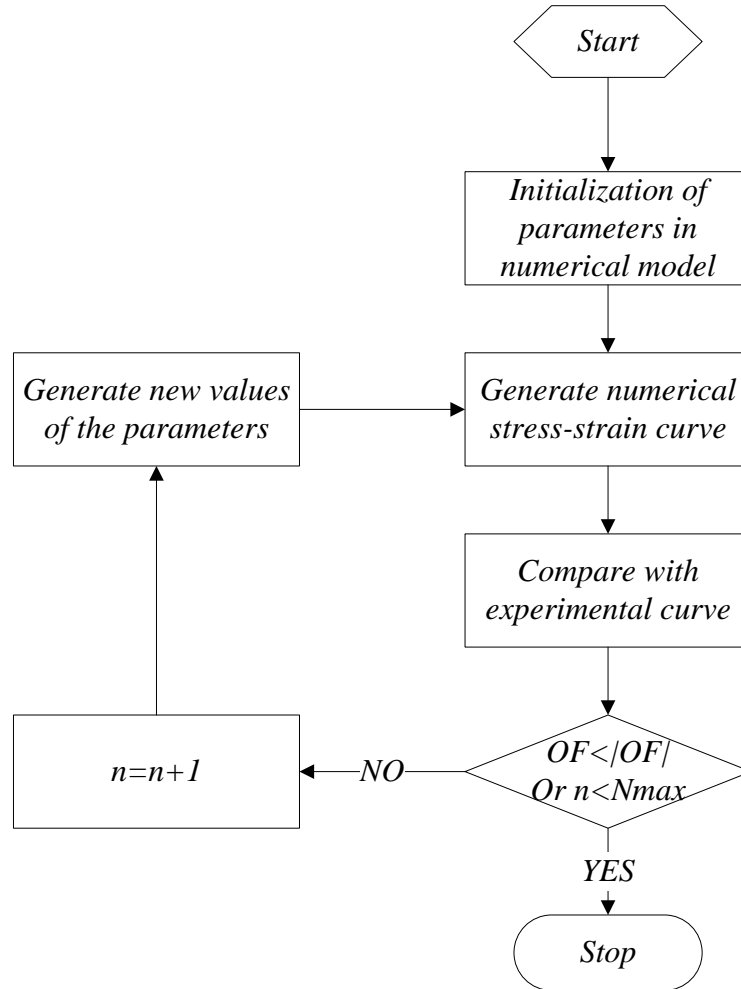 Start
Initialization of
parameters in
numerical model
Generate new values
of the parameters
Generate numerical
stress-strain curve
Compare with
experimental curve
n=n+1
NO
OF<|OF|
Or n<Nmax
YES
Stop